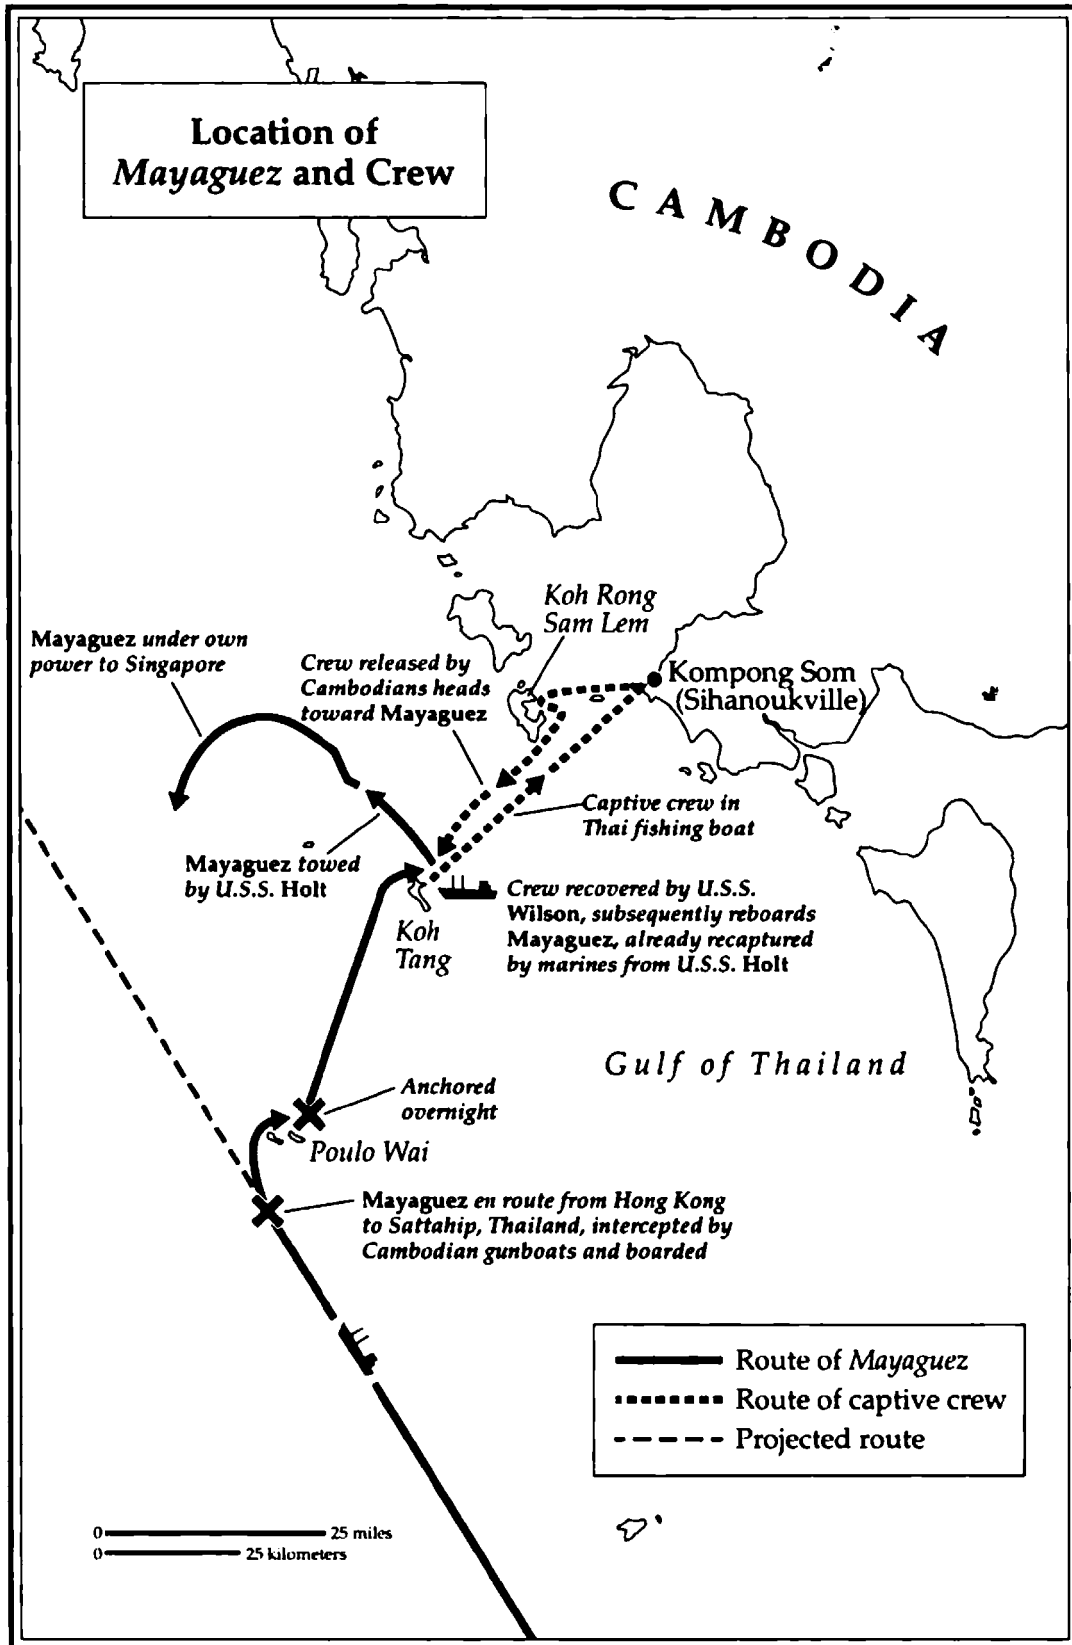 Location of
Mayaguez and Crew
CAMBODIA
Koh Rong
Sam Lem
Mayaguez under own
power to Singapore
Crew released by
Cambodians heads
toward Mayaguez
Kompong Som
(Sihanoukville)
Captive crew in
Thai fishing boat
Mayaguez towed
by U.S.S. Holt
Koh
Tang
Crew recovered by U.S.S.
Wilson, subsequently reboards
Mayaguez, already recaptured
by marines from U.S.S. Holt
Gulf of Thailand
Anchored
overnight
Poulo Wai
Mayaguez en route from Hong Kong
to Sattahip, Thailand, intercepted by
Cambodian gunboats and boarded
Route of Mayaguez
Route of captive crew
Projected route
0 25 miles
0 25 kilometers